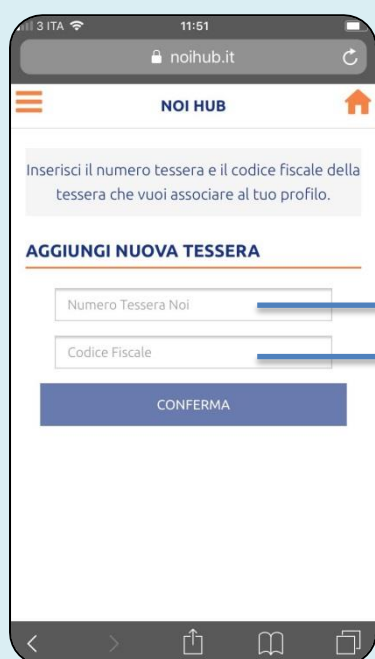 3 ITA 11:51
noihub.it
NOI HUB
Inserisci il numero tessera e il codice fiscale della
tessera che vuoi associare al tuo profilo.
AGGIUNGI NUOVA TESSERA
Numero Tessera Noi
Codice Fiscale
CONFERMA